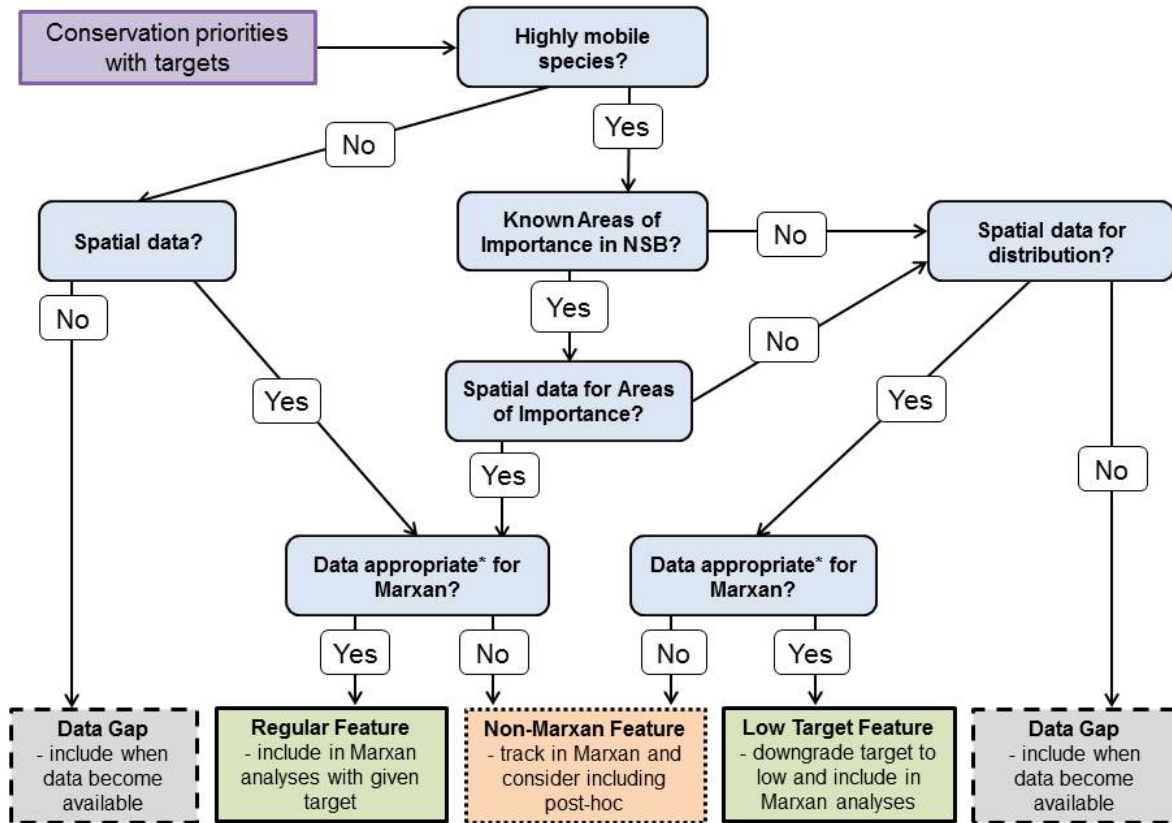 Conservation priorities
with targets
Highly mobile
species?
No
Yes
Spatial data?
Known Areas of
Importance in NSB?
No
Spatial data for
distribution?
No
Yes
No
Yes
Spatial data for Areas
of Importance?
Yes
Yes
No
Data appropriate* for
Marxan?
Data appropriate* for
Marxan?
Yes
No
No
Yes
Data Gap
- include when
data become
available
Regular Feature
- include in Marxan
analyses with given
target
Non-Marxan Feature
- track in Marxan and
consider including
post-hoc
Low Target Feature
- downgrade target to
low and include in
Marxan analyses
Data Gap
- include when
data become
available